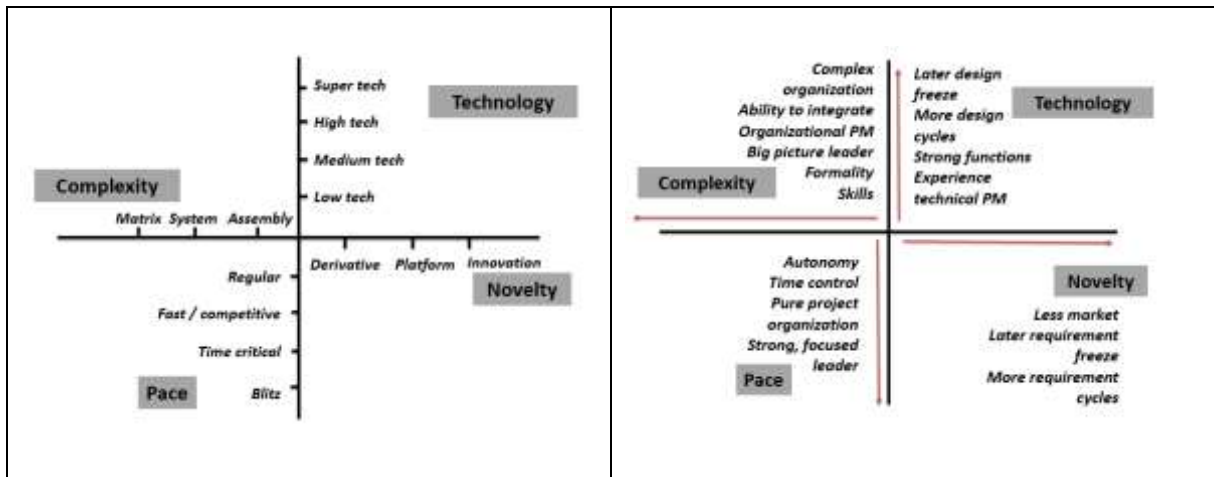 Super tech
Technology
High tech
Medium tech
Complexity
Low tech
Matrix System Assembly
Derivative Platform Innovation
Regular
Novelty
Fast / competitive
Time critical
Pace
Blitz
Complex
organization
Ability to integrate
Organizational PM
Big picture leader
Formality
Skills
Complexity
Later design
freeze
More design
cycles
Strong functions
Experience
technical PM
Technology
Autonomy
Time control
Pure project
organization
Strong, focused
leader
Pace
Novelty
Less market
Later requirement
freeze
More requirement
cycles